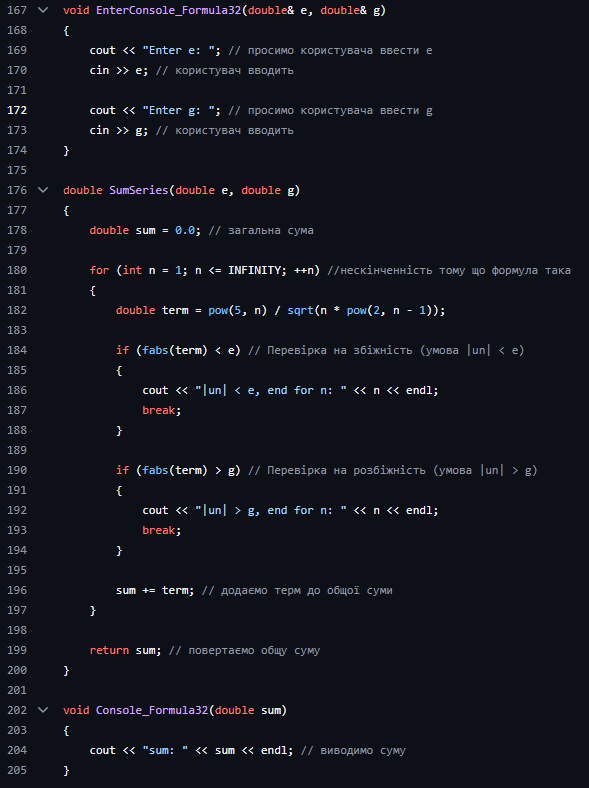 167 void EnterConsole_Formula32(double& e, double& g)
168 {
169 cout << "Enter e: "; // просимо користувача ввести e
170 cin >> e; // користувач вводить
171
172 cout << "Enter g: "; // просимо користувача ввести g
173 cin >> g; // користувач вводить
174 }
175
176 double SumSeries(double e, double g)
177 {
178 double sum = 0.0; // загальна сума
179
180 for (int n = 1; n <= INFINITY; ++n) //нескінченність тому що формула така
181 {
182 double term = pow(5, n) / sqrt(n * pow(2, n - 1));
183
184 if (fabs(term) < e) // Перевірка на збіжність (умова |un| < e)
185 {
186 cout << "|un| < e, end for n: " << n << endl;
187 break;
188 }
189
190 if (fabs(term) > g) // Перевірка на розбіжність (умова |un| > g)
191 {
192 cout << "|un| > g, end for n: " << n << endl;
193 break;
194 }
195
196 sum += term; // додаємо терм до общої суми
197 }
198
199 return sum; // повертаємо общу суму
200 }
201
202 void Console_Formula32(double sum)
203 {
204 cout << "sum: " << sum << endl; // виводимо суму
205 }